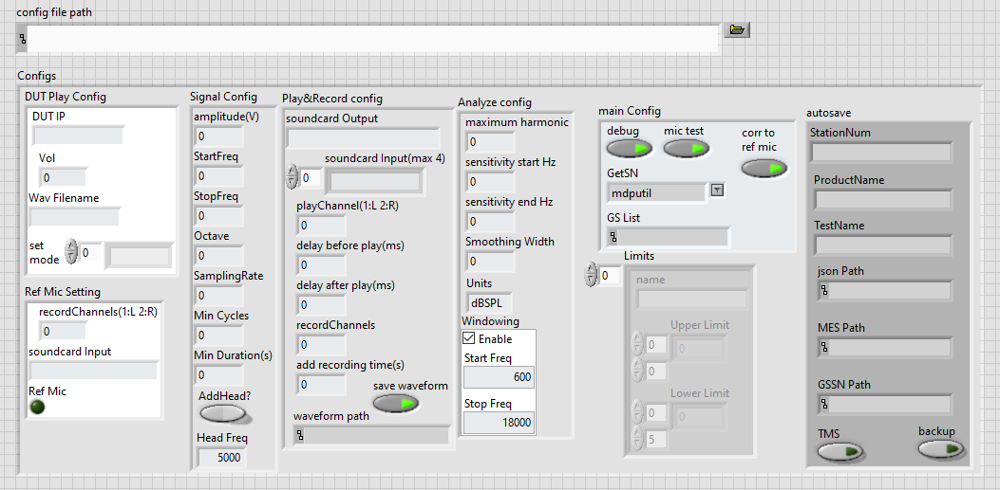 config file path
Configs
DUT Play Config
DUT IP
Vol
0
Wav Filename
set
mode
0
Ref Mic Setting
recordChannels(1:L 2:R)
0
soundcard Input
Ref Mic
Signal Config
amplitude(V)
0
StartFreq
0
StopFreq
0
Octave
0
SamplingRate
0
Min Cycles
0
Min Duration(s)
0
AddHead?
Head Freq
5000
Play&Record config
soundcard Output
soundcard Input(max 4)
0
playChannel(1:L 2:R)
0
delay before play(ms)
0
delay after play(ms)
0
recordChannels
0
add recording time(s)
0
save waveform
waveform path
Analyze config
maximum harmonic
0
sensitivity start Hz
0
sensitivity end Hz
0
Smoothing Width
0
Units
dBSPL
Windowing
Enable
Start Freq
600
Stop Freq
18000
main Config
debug
mic test
corr to
ref mic
GetSN
mdputil
GS List
Limits
0
name
Upper Limit
0
0
0
Lower Limit
0
0
5
autosave
StationNum
ProductName
TestName
json Path
MES Path
GSSN Path
TMS
backup